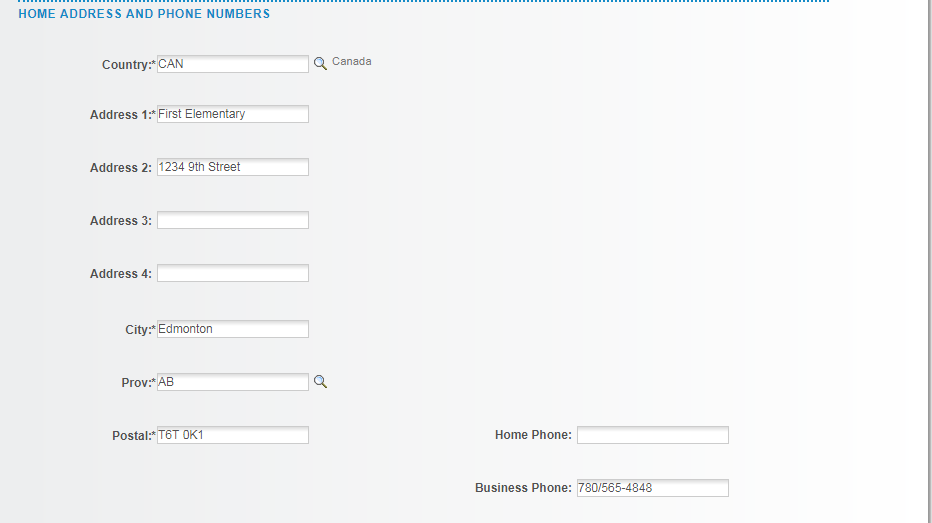 HOME ADDRESS AND PHONE NUMBERS
Country:* CAN Canada
Address 1:* First Elementary
Address 2: 1234 9th Street
Address 3:
Address 4:
City:* Edmonton
Prov:* AB
Postal:* T6T 0K1 Home Phone:
Business Phone: 780/565-4848